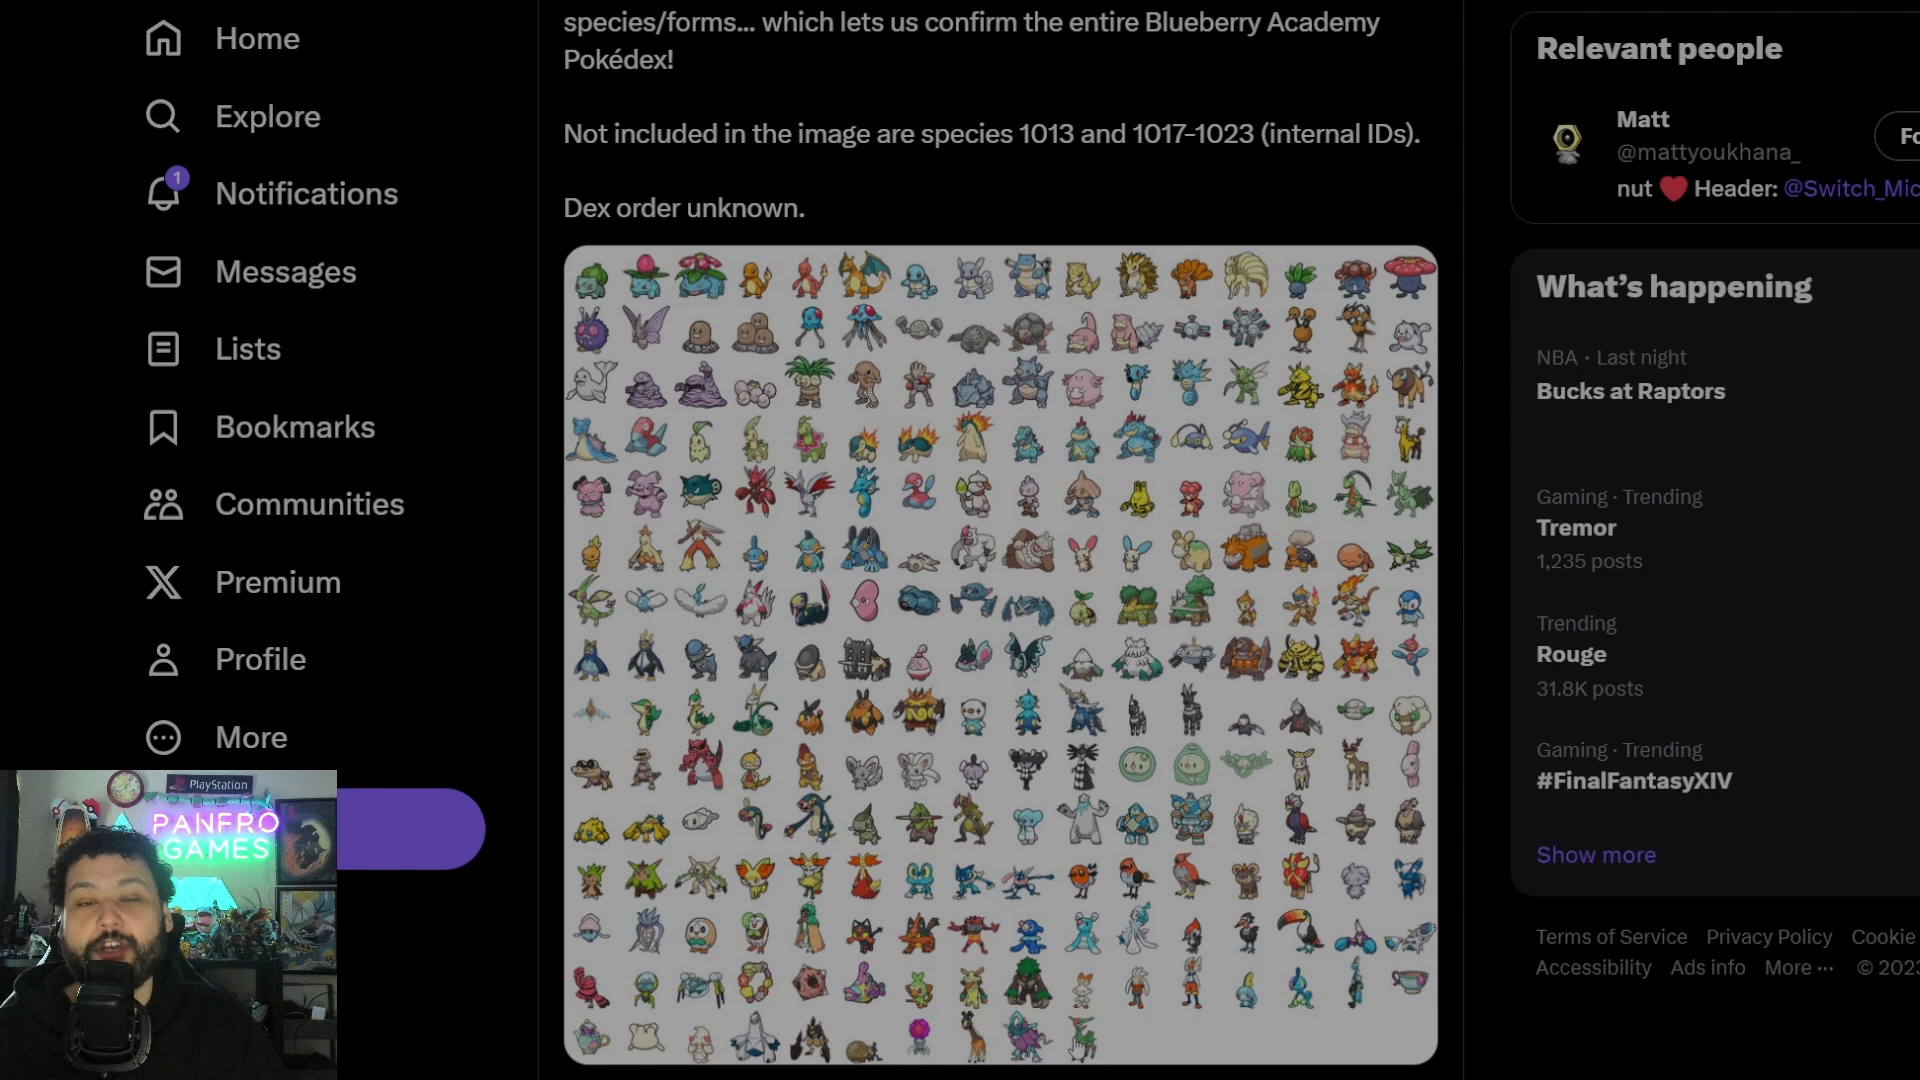 Home
Explore
1
Notifications
Messages
Lists
Bookmarks
Communities
Premium
Profile
More
PlayStation
PANFRO
GAMES
species/forms... which lets us confirm the entire Blueberry Academy
Pokédex!
Not included in the image are species 1013 and 1017-1023 (internal IDs).
Dex order unknown.
Relevant people
Matt
Fo
@mattyoukhana_
nut ❤️ Header: @Switch_Mic
What's happening
NBA · Last night
Bucks at Raptors
Gaming · Trending
Tremor
1,235 posts
Trending
Rouge
31.8K posts
Gaming · Trending
#FinalFantasyXIV
Show more
Terms of Service Privacy Policy Cookie
Accessibility Ads info More ··· © 2023